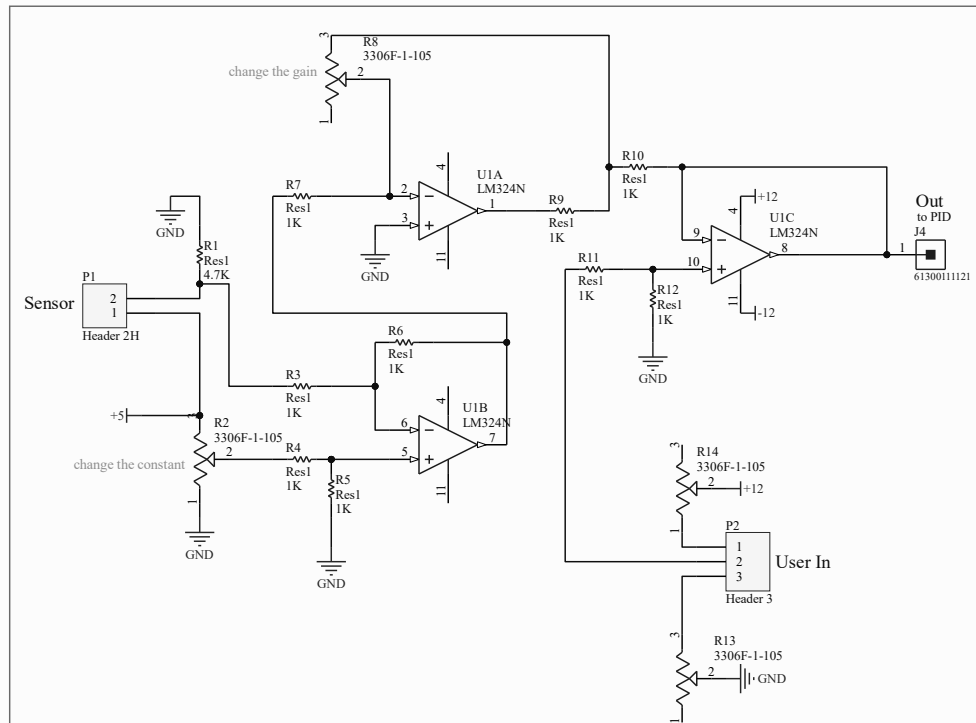 3
R8
3306F-1-105
change the gain
2
1
R7
Res1
1K
2
3
4
11
1
U1A
LM324N
GND
R9
Res1
1K
R10
Res1
1K
+12
4
U1C
LM324N
9
10
8
11
-12
Out
to PID
J4
1
61300111121
GND
R1
Res1
4.7K
P1
Sensor
2
1
Header 2H
R11
Res1
1K
R12
Res1
1K
GND
R6
Res1
1K
R3
Res1
1K
U1B
LM324N
4
6
5
7
11
+5
3
R2
3306F-1-105
change the constant
2
1
GND
R4
Res1
1K
R5
Res1
1K
GND
3
R14
3306F-1-105
2
+12
1
P2
1
2
3
User In
Header 3
3
R13
3306F-1-105
2
GND
1